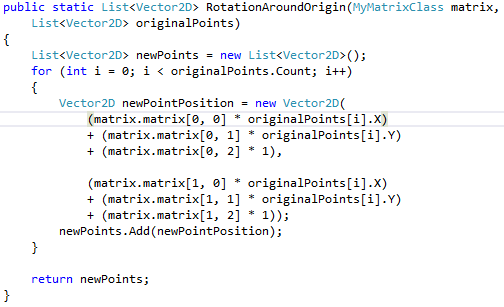 public static List<Vector2D> RotationAroundOrigin(MyMatrixClass matrix,
    List<Vector2D> originalPoints)
{
    List<Vector2D> newPoints = new List<Vector2D>();
    for (int i = 0; i < originalPoints.Count; i++)
    {
        Vector2D newPointPosition = new Vector2D(
            (matrix.matrix[0, 0] * originalPoints[i].X)
            + (matrix.matrix[0, 1] * originalPoints[i].Y)
            + (matrix.matrix[0, 2] * 1),

            (matrix.matrix[1, 0] * originalPoints[i].X)
            + (matrix.matrix[1, 1] * originalPoints[i].Y)
            + (matrix.matrix[1, 2] * 1));
        newPoints.Add(newPointPosition);
    }

    return newPoints;
}